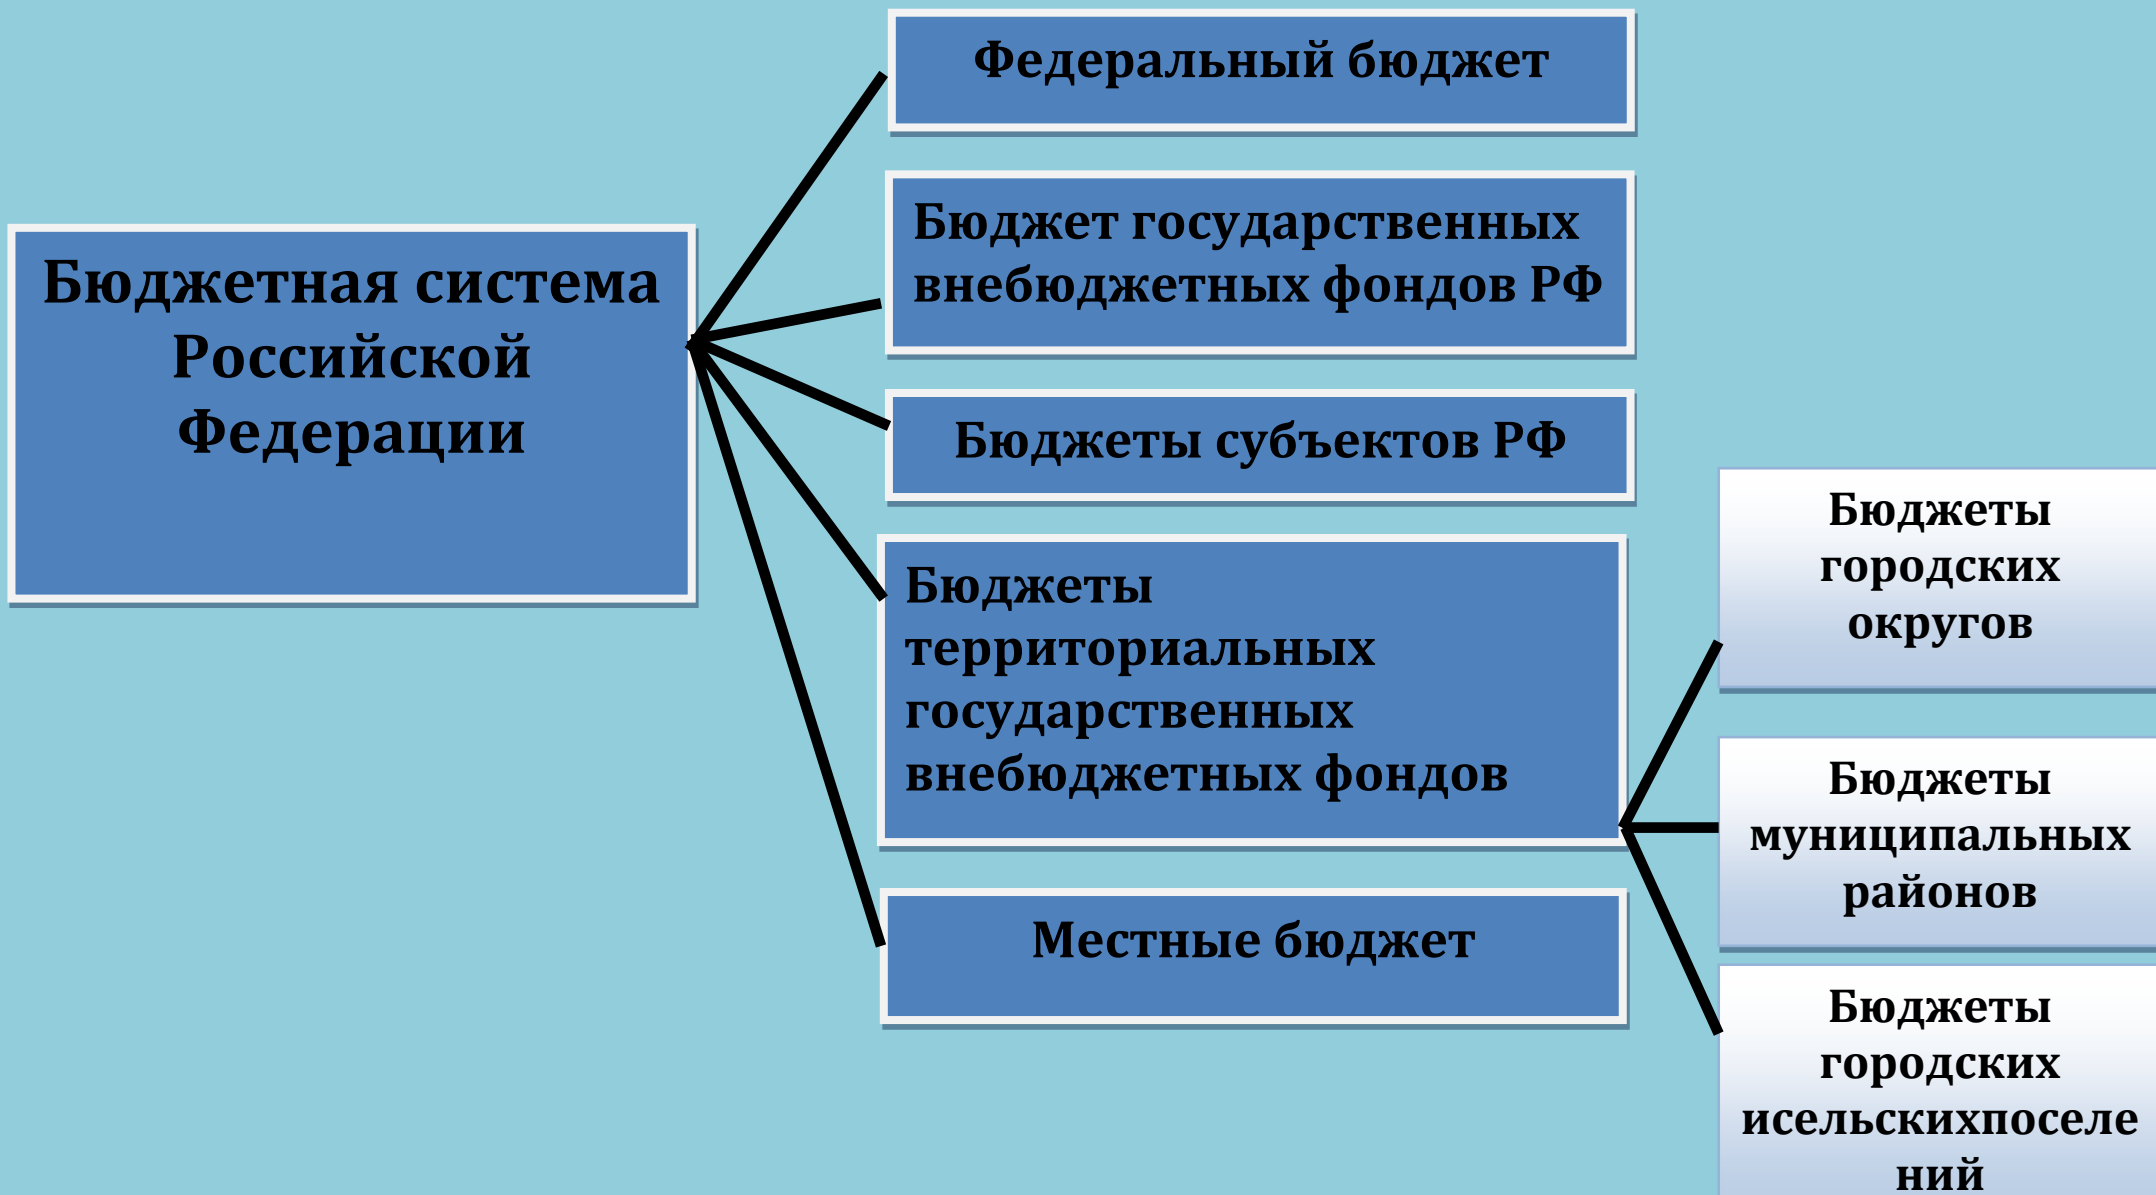 Федеральный бюджет
Бюджет государственных
внебюджетных фондов РФ
Бюджетная система
Российской
Федерации
Бюджеты субъектов РФ
Бюджеты
территориальных
государственных
внебюджетных фондов
Местные бюджет
Бюджеты
городских
округов
Бюджеты
муниципальных
районов
Бюджеты
городских
исельскихпоселе
ний